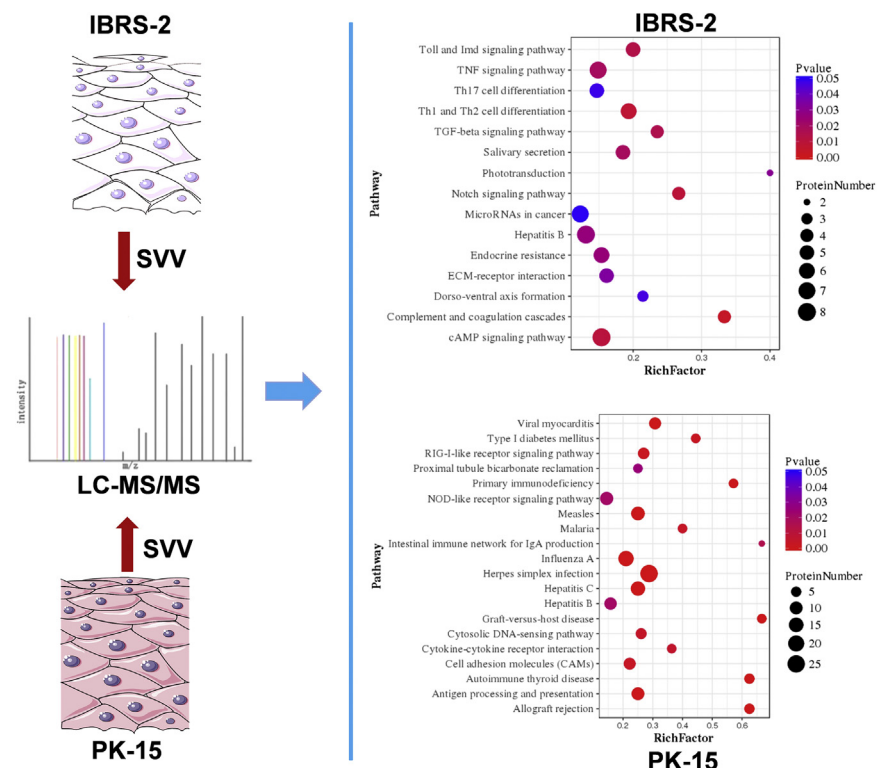 IBRS-2
SVV
intensity
m/z
LC-MS/MS
SVV
PK-15
IBRS-2
Pathway
Toll and Imd signaling pathway
TNF signaling pathway
Th17 cell differentiation
Th1 and Th2 cell differentiation
TGF-beta signaling pathway
Salivary secretion
Phototransduction
Notch signaling pathway
MicroRNAs in cancer
Hepatitis B
Endocrine resistance
ECM-receptor interaction
Dorso-ventral axis formation
Complement and coagulation cascades
cAMP signaling pathway
0.2 0.3 0.4
RichFactor
Pvalue
0.05
0.04
0.03
0.02
0.01
0.00
ProteinNumber
2
3
4
5
6
7
8
Pathway
Viral myocarditis
Type I diabetes mellitus
RIG-I-like receptor signaling pathway
Proximal tubule bicarbonate reclamation
Primary immunodeficiency
NOD-like receptor signaling pathway
Measles
Malaria
Intestinal immune network for IgA production
Influenza A
Herpes simplex infection
Hepatitis C
Hepatitis B
Graft-versus-host disease
Cytosolic DNA-sensing pathway
Cytokine-cytokine receptor interaction
Cell adhesion molecules (CAMs)
Autoimmune thyroid disease
Antigen processing and presentation
Allograft rejection
0.2 0.3 0.4 0.5 0.6
RichFactor
Pvalue
0.05
0.04
0.03
0.02
0.01
0.00
ProteinNumber
5
10
15
20
25
PK-15